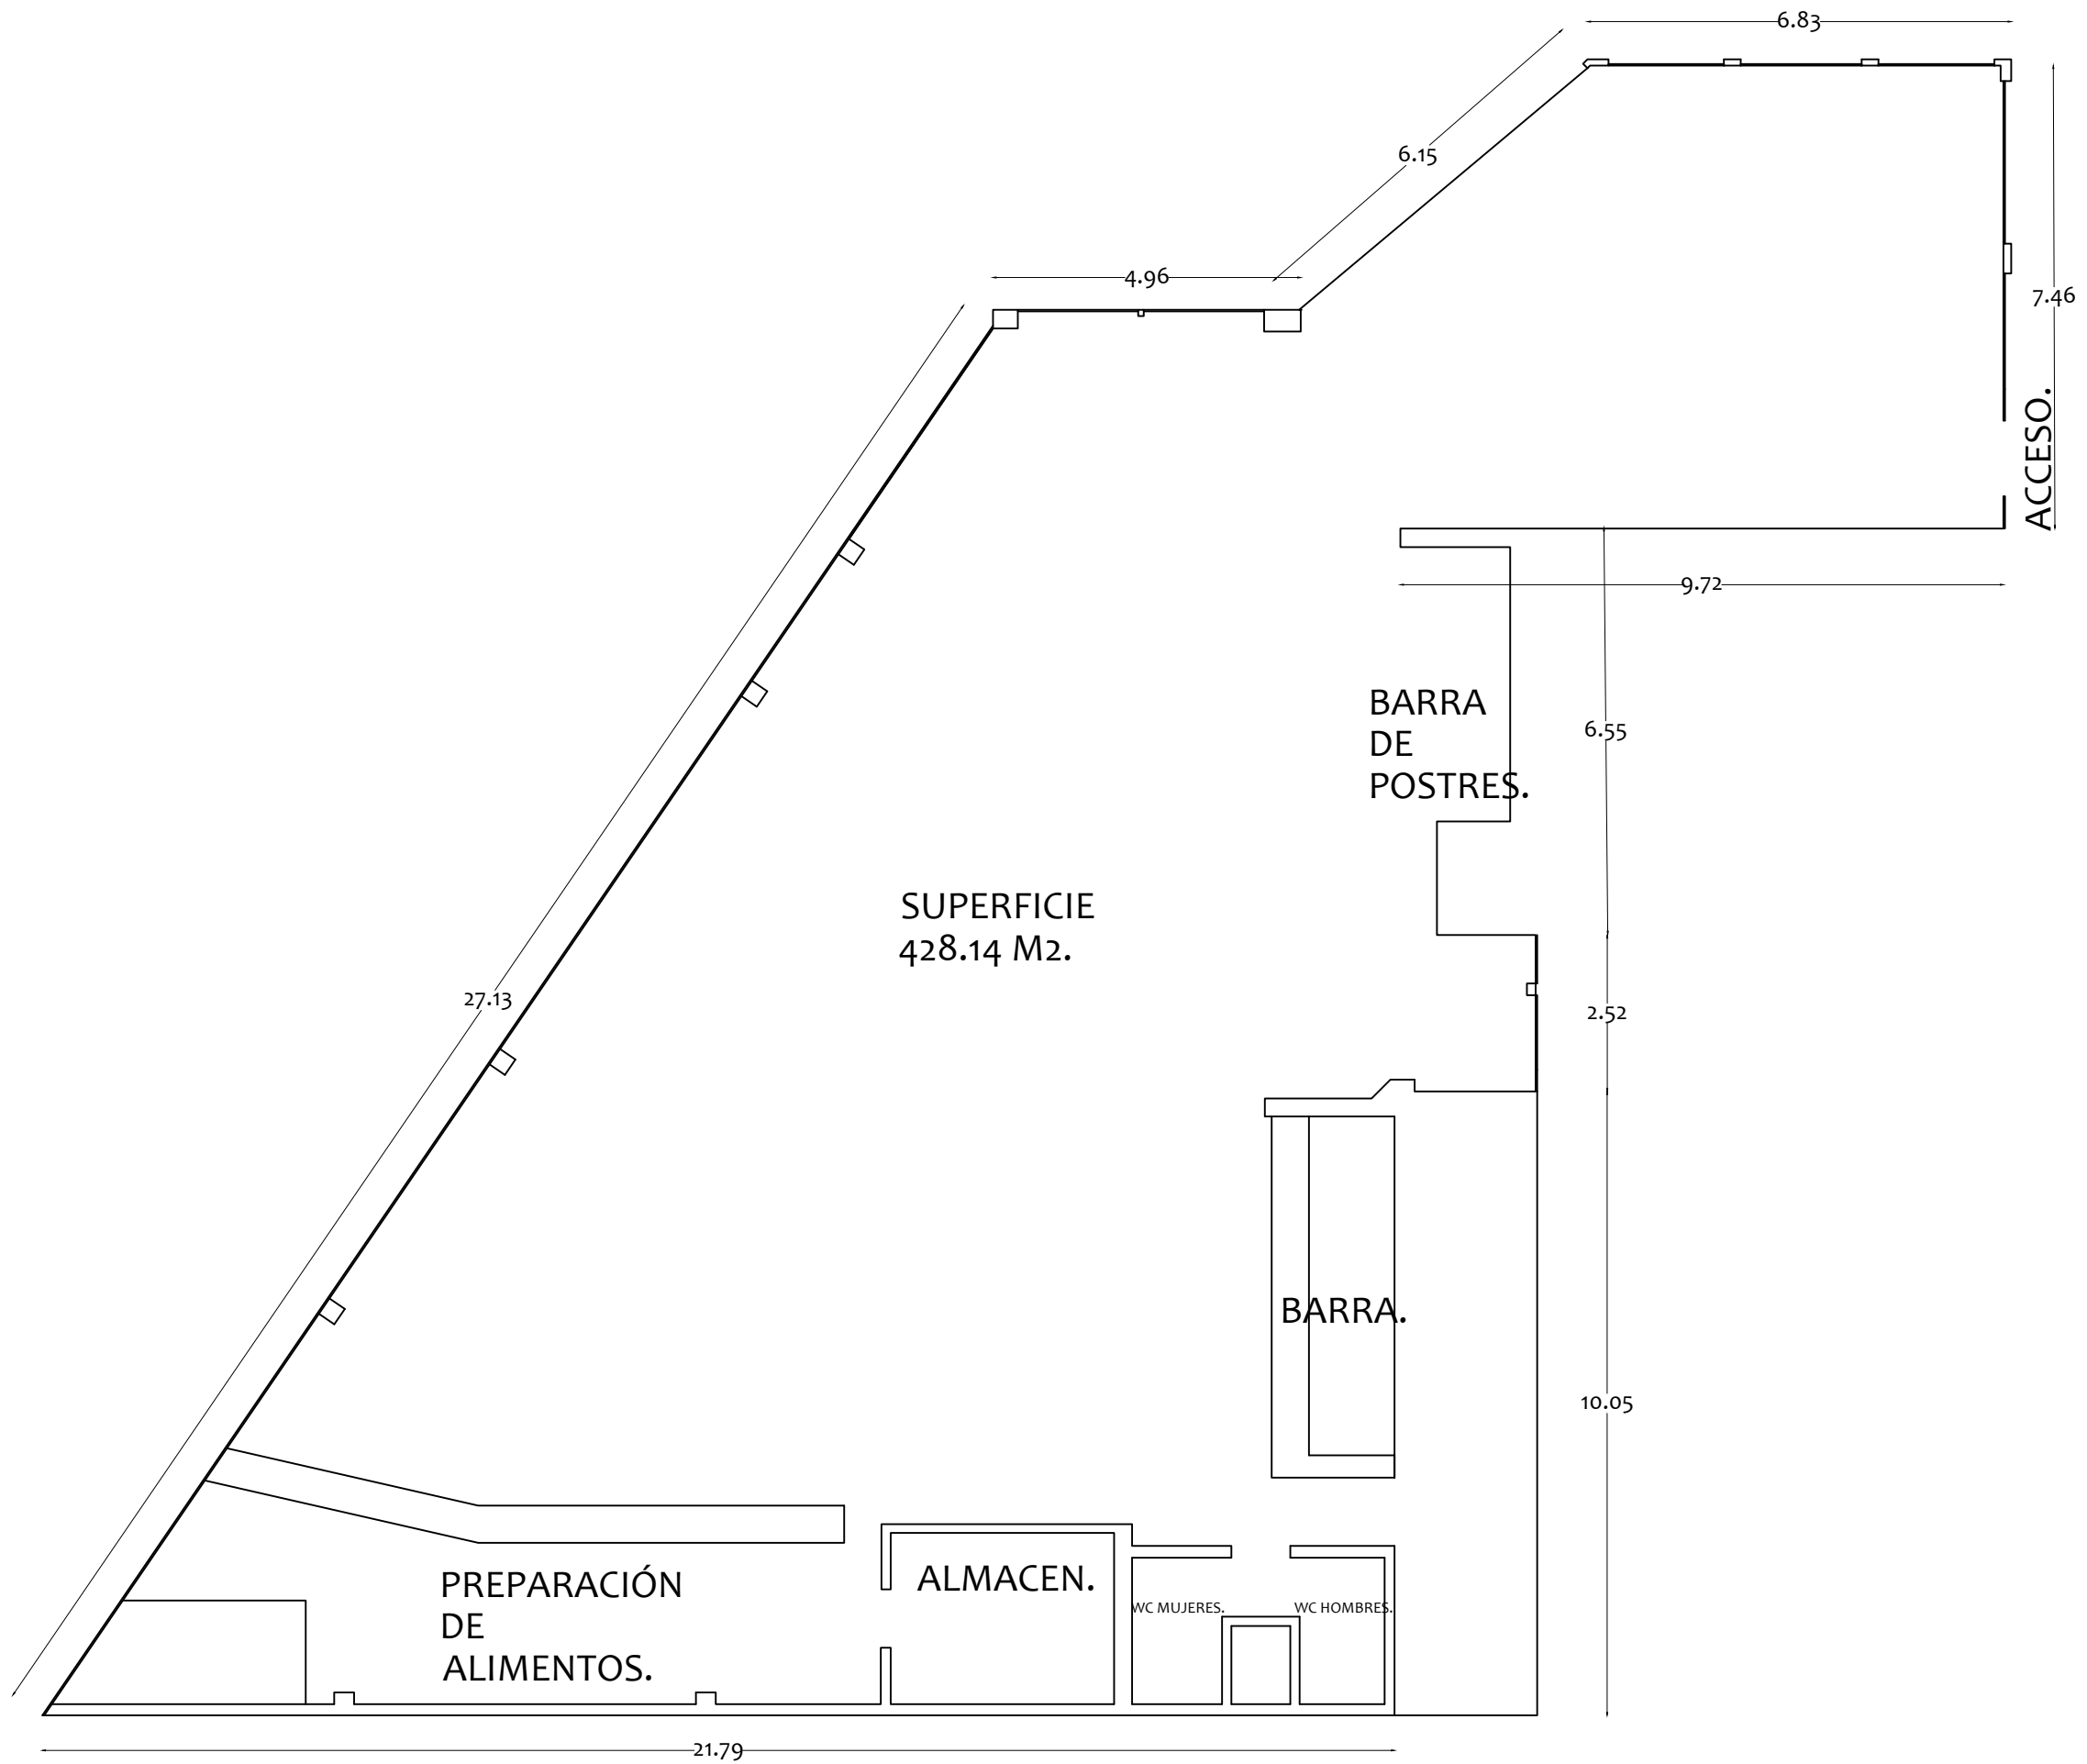 6.83
6.15
4.96
7.46
ACCESO.
9.72
BARRA
DE
POSTRES.
6.55
SUPERFICIE
428.14 M2.
27.13
2.52
BARRA.
10.05
PREPARACIÓN
DE
ALIMENTOS.
ALMACEN.
WC MUJERES.
WC HOMBRES.
21.79